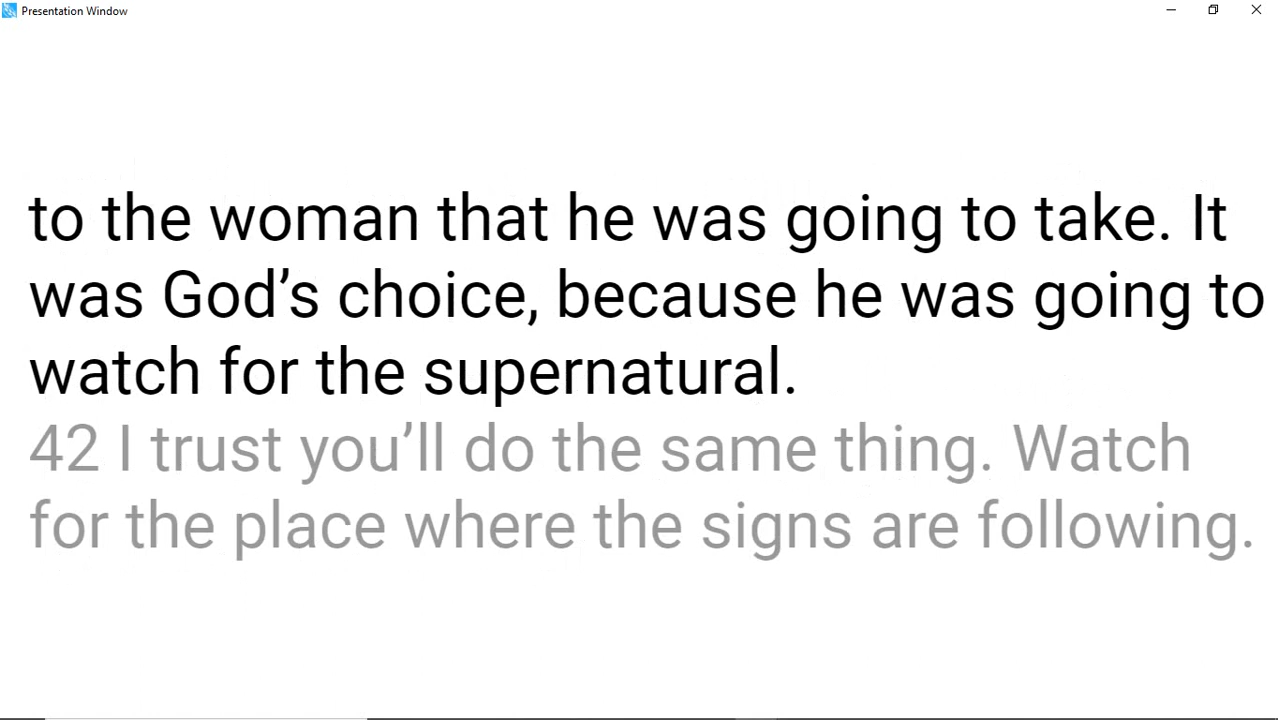 Presentation Window
to the woman that he was going to take. It
was God’s choice, because he was going to
watch for the supernatural.
42 I trust you’ll do the same thing. Watch
for the place where the signs are following.